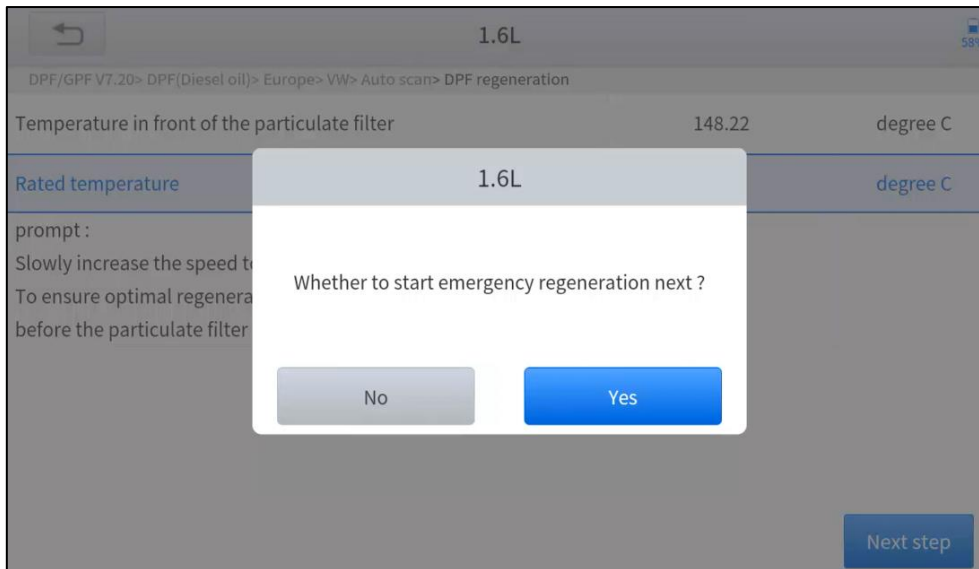 1.6L
58%
DPF/GPF V7.20> DPF(Diesel oil)> Europe> VW> Auto scan> DPF regeneration
Temperature in front of the particulate filter 148.22 degree C
Rated temperature degree C
prompt :
Slowly increase the speed
To ensure optimal
before the particulate filter
1.6L
Whether to start emergency regeneration next ?
No Yes
Next step